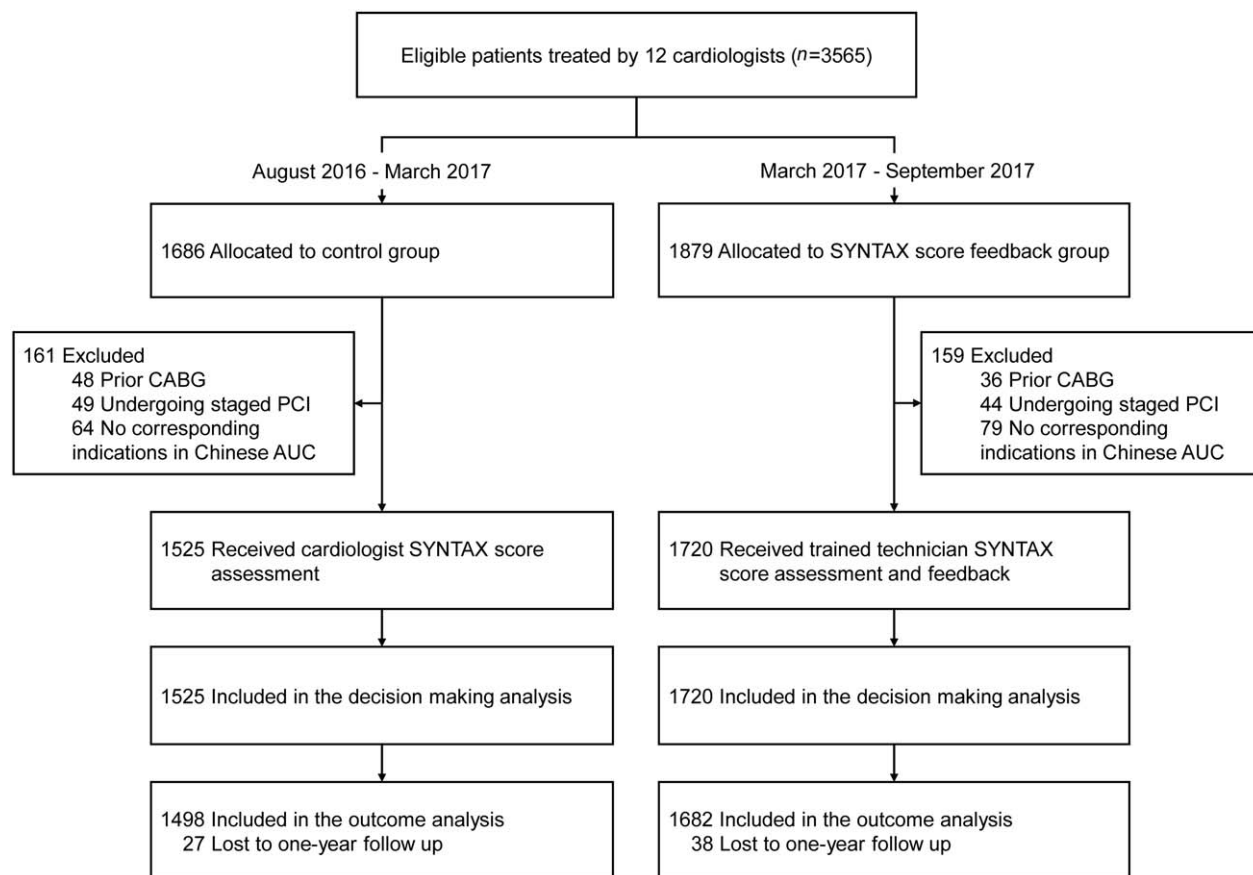 Eligible patients treated by 12 cardiologists (n=3565)
August 2016 - March 2017
March 2017 - September 2017
1686 Allocated to control group
1879 Allocated to SYNTAX score feedback group
161 Excluded
48 Prior CABG
49 Undergoing staged PCI
64 No corresponding
indications in Chinese AUC
159 Excluded
36 Prior CABG
44 Undergoing staged PCI
79 No corresponding
indications in Chinese AUC
1525 Received cardiologist SYNTAX score
assessment
1720 Received trained technician SYNTAX
score assessment and feedback
1525 Included in the decision making analysis
1720 Included in the decision making analysis
1498 Included in the outcome analysis
27 Lost to one-year follow up
1682 Included in the outcome analysis
38 Lost to one-year follow up